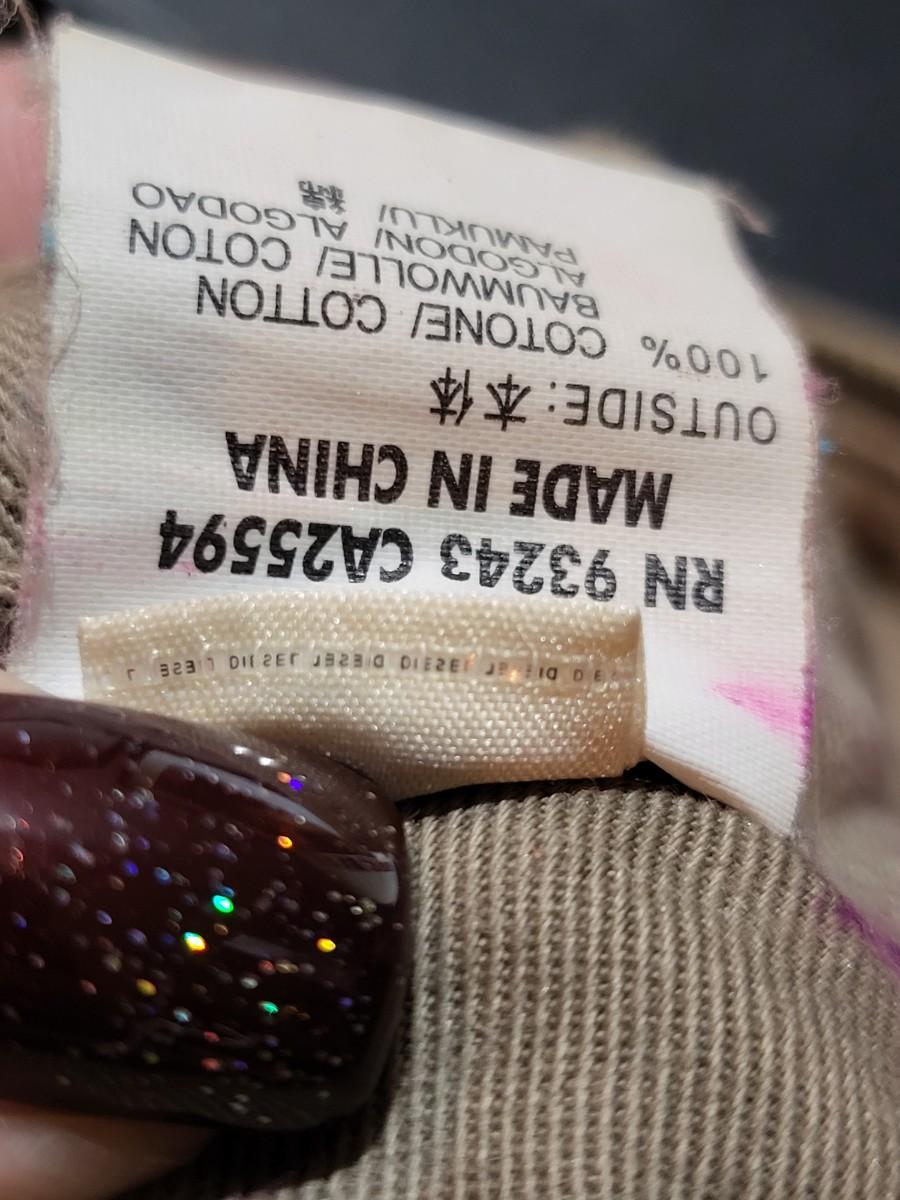 RN 93243 CA25594
MADE IN CHINA
OUTSIDE:本体
100% COTONE/ COTTON
BAUMWOLLE/ COTON
ALGODON/ ALGODAO
PAMUKLU/ 綿
DIESEL DIESEL DIESEL